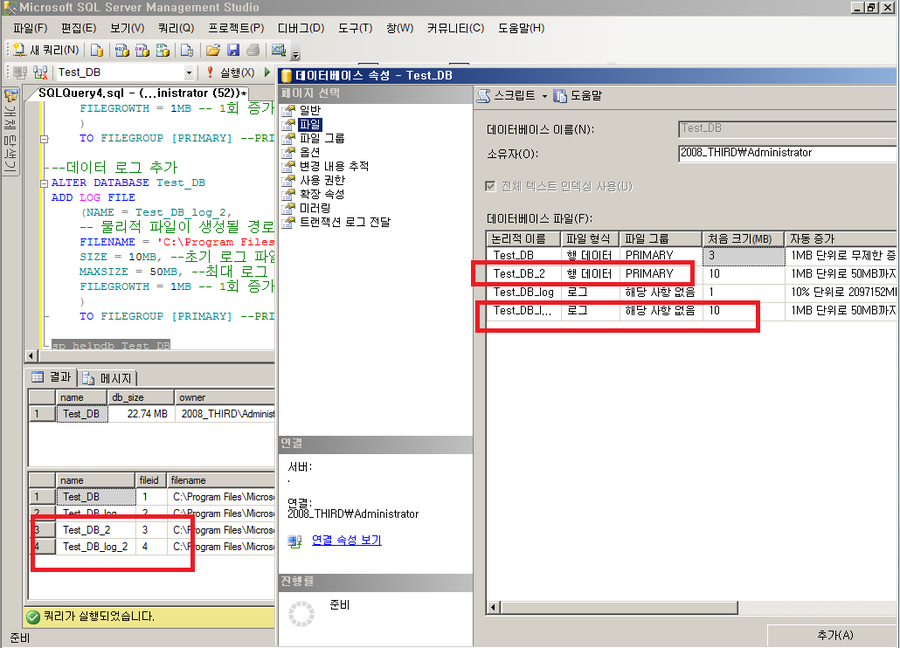 Microsoft SQL Server Management Studio
파일(F) 편집(E) 보기(V) 쿼리(Q) 프로젝트(P) 디버그(D) 도구(T) 창(W) 커뮤니티(C) 도움말(H)
새 쿼리(N)
Test_DB 실행(X)
개체 탐색기
SQLQuery4.sql - (...inistrator (52))*
FILEGROWTH = 1MB -- 1회 증가
)
TO FILEGROUP [PRIMARY] --PRI
--데이터 로그 추가
ALTER DATABASE Test_DB
ADD LOG FILE
(NAME = Test_DB_log_2,
-- 물리적 파일이 생성될 경로
FILENAME = 'C:\Program Files
SIZE = 10MB, --초기 로그 파일
MAXSIZE = 50MB, --최대 로그
FILEGROWTH = 1MB -- 1회 증가
)
TO FILEGROUP [PRIMARY] --PRI
sp_helpdb Test_DB
결과 메시지
name db_size owner
1 Test_DB 22.74 MB 2008_THIRD\Administ
name fileid filename
1 Test_DB 1 C:\Program Files\Microso
2 Test_DB_log 2 C:\Program Files\Microso
3 Test_DB_2 3 C:\Program Files\Microso
4 Test_DB_log_2 4 C:\Program Files\Microso
쿼리가 실행되었습니다.
준비
데이터베이스 속성 - Test_DB
페이지 선택
일반
파일
파일 그룹
옵션
변경 내용 추적
사용 권한
확장 속성
미러링
트랜잭션 로그 전달
연결
서버:
.
연결:
2008_THIRD₩Administrator
연결 속성 보기
진행률
준비
스크립트 도움말
데이터베이스 이름(N): Test_DB
소유자(O): 2008_THIRD₩Administrator
전체 텍스트 인덱싱 사용(U)
데이터베이스 파일(F):
논리적 이름 파일 형식 파일 그룹 처음 크기(MB) 자동 증가
Test_DB 행 데이터 PRIMARY 3 1MB 단위로 무제한 증
Test_DB_2 행 데이터 PRIMARY 10 1MB 단위로 50MB까지
Test_DB_log 로그 해당 사항 없음 1 10% 단위로 2097152M
Test_DB_l... 로그 해당 사항 없음 10 1MB 단위로 50MB까지
추가(A)